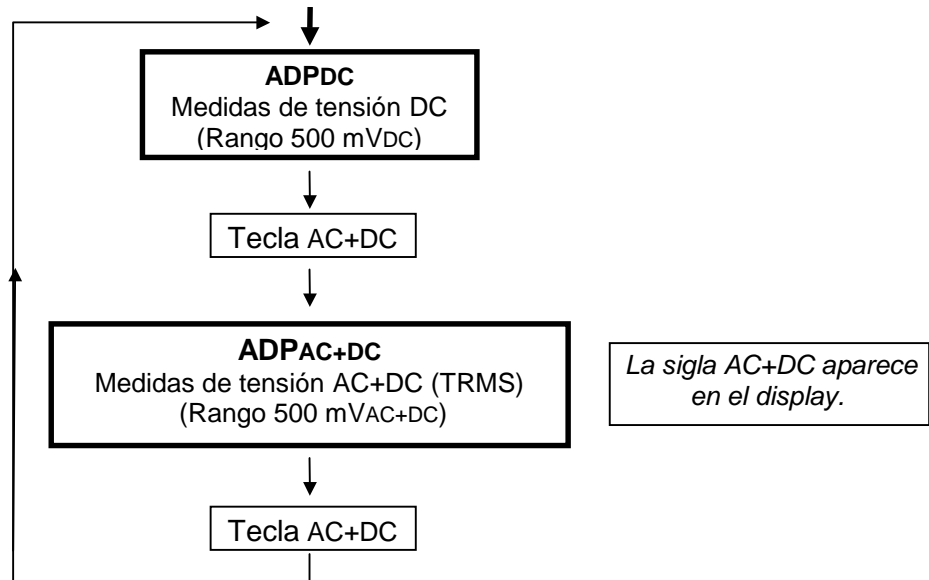 ADPDC
Medidas de tensión DC
(Rango 500 mVDC)
Tecla AC+DC
ADPAC+DC
Medidas de tensión AC+DC (TRMS)
(Rango 500 mVAC+DC)
La sigla AC+DC aparece
en el display.
Tecla AC+DC